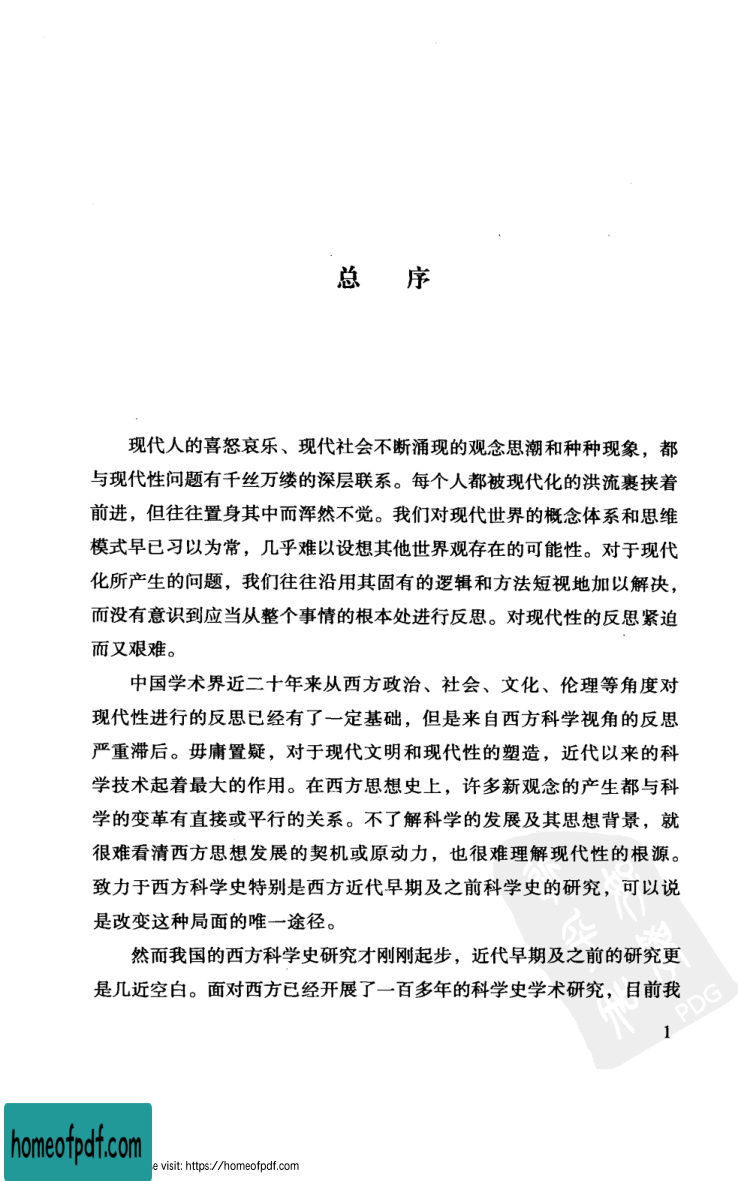 总 序
现代人的喜怒哀乐、现代社会不断涌现的观念思潮和种种现象，都
与现代性问题有千丝万缕的深层联系。每个人都被现代化的洪流裹挟着
前进，但往往置身其中而浑然不觉。我们对现代世界的概念体系和思维
模式早已习以为常，几乎难以设想其他世界观存在的可能性。对于现代
化所产生的问题，我们往往沿用其固有的逻辑和方法短视地加以解决，
而没有意识到应当从整个事情的根本处进行反思。对现代性的反思紧迫
而又艰难。
中国学术界近二十年来从西方政治、社会、文化、伦理等角度对
现代性进行的反思已经有了一定基础，但是来自西方科学视角的反思
严重滞后。毋庸置疑，对于现代文明和现代性的塑造，近代以来的科
学技术起着最大的作用。在西方思想史上，许多新观念的产生都与科
学的变革有直接或平行的关系。不了解科学的发展及其思想背景，就
很难看清西方思想发展的契机或原动力，也很难理解现代性的根源。
致力于西方科学史特别是西方近代早期及之前科学史的研究，可以说
是改变这种局面的唯一途径。
然而我国的西方科学史研究才刚刚起步，近代早期及之前的研究更
是几近空白。面对西方已经开展了一百多年的科学史学术研究，目前我
PDG
1
homeofpdf.com
e visit: https://homeofpdf.com